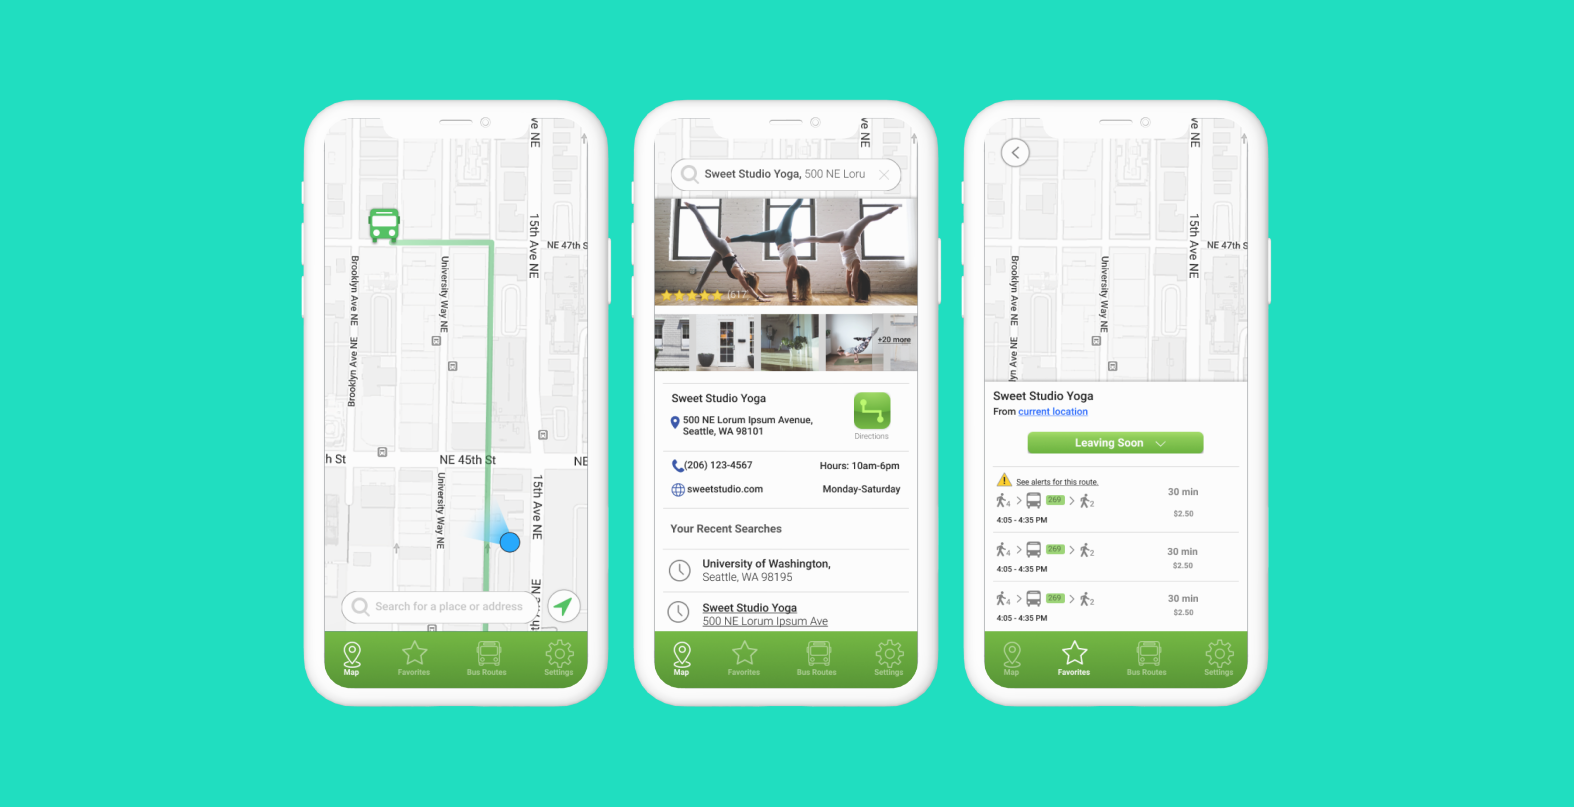 ve NE
15th Ave NE
NE 47th S
Brooklyn Ave NE
University Way NE
Brooklyn Ave NE
h St
NE 45th St
NE
University Way NE
15th Ave NE
Search for a place or address
Map
Favorites
Bus Routes
Settings
ve NE
Sweet Studio Yoga, 500 NE Loru
(617
+20 more
Sweet Studio Yoga
500 NE Lorum Ipsum Avenue,
Seattle, WA 98101
Directions
(206) 123-4567
Hours: 10am-6pm
sweetstudio.com
Monday-Saturday
Your Recent Searches
University of Washington,
Seattle, WA 98195
Sweet Studio Yoga
500 NE Lorum Ipsum Ave
Map
Favorites
Bus Routes
Settings
ve NE
15th Ave NE
NE 47th S
Brooklyn Ave NE
University Way NE
Sweet Studio Yoga
From current location
Leaving Soon
See alerts for this route.
4 > 269 > 2
30 min
$2.50
4:05 - 4:35 PM
4 > 269 > 2
30 min
$2.50
4:05 - 4:35 PM
4 > 269 > 2
30 min
$2.50
4:05 - 4:35 PM
Map
Favorites
Bus Routes
Settings